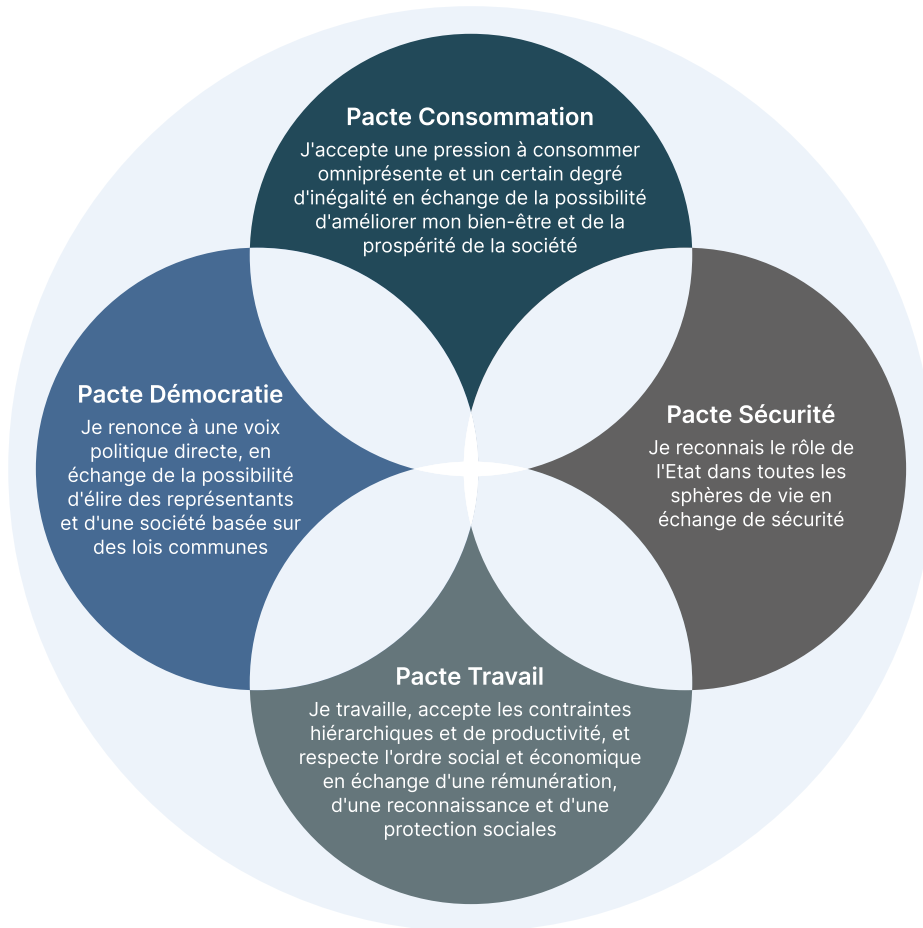 Pacte Consommation
J'accepte une pression à consommer
omniprésente et un certain degré
d'inégalité en échange de la possibilité
d'améliorer mon bien-être et de la
prospérité de la société
Pacte Démocratie
Je renonce à une voix
politique directe, en
échange de la possibilité
d'élire des représentants
et d'une société basée sur
des lois communes
Pacte Sécurité
Je reconnais le rôle de
l'Etat dans toutes les
sphères de vie en
échange de sécurité
Pacte Travail
Je travaille, accepte les contraintes
hiérarchiques et de productivité, et
respecte l'ordre social et économique
en échange d'une rémunération,
d'une reconnaissance et d'une
protection sociales